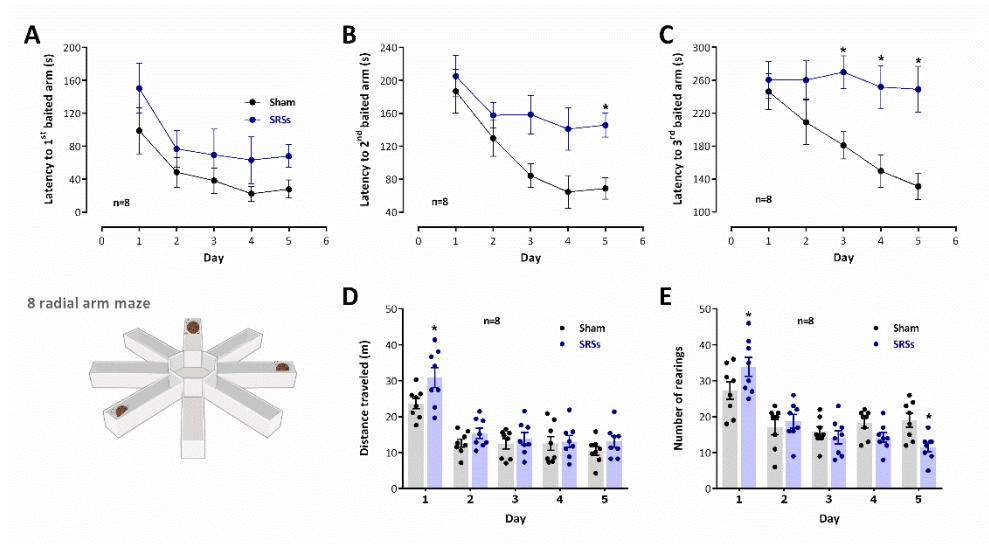 A
Latency to 1st baited arm (s)
200
160
120
80
40
0
Sham
SRSs
n=8
0 1 2 3 4 5 6
Day
B
Latency to 2nd baited arm (s)
240
200
160
120
80
40
*
n=8
0 1 2 3 4 5 6
Day
C
Latency to 3rd baited arm (s)
300
260
220
180
140
100
* * *
n=8
0 1 2 3 4 5 6
Day
8 radial arm maze
D
Distance traveled (m)
50
40
30
20
10
0
*
n=8
Sham
SRSs
1 2 3 4 5
Day
E
Number of rearings
50
40
30
20
10
0
*
n=8
Sham
SRSs
*
1 2 3 4 5
Day